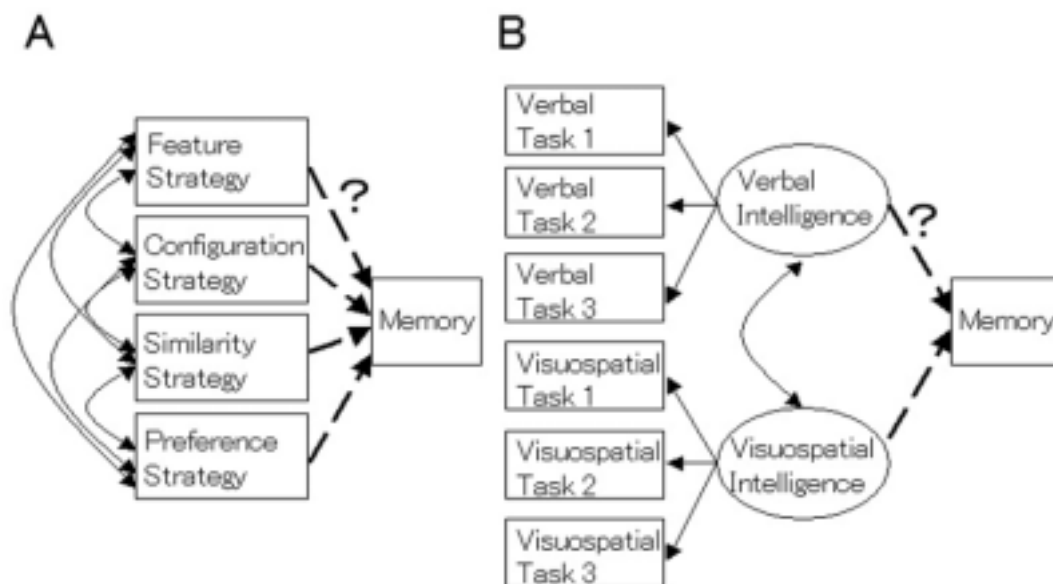 A
Feature
Strategy
Configuration
Strategy
Similarity
Strategy
Preference
Strategy
?
Memory
B
Verbal
Task 1
Verbal
Task 2
Verbal
Task 3
Visuospatial
Task 1
Visuospatial
Task 2
Visuospatial
Task 3
Verbal
Intelligence
Visuospatial
Intelligence
?
Memory